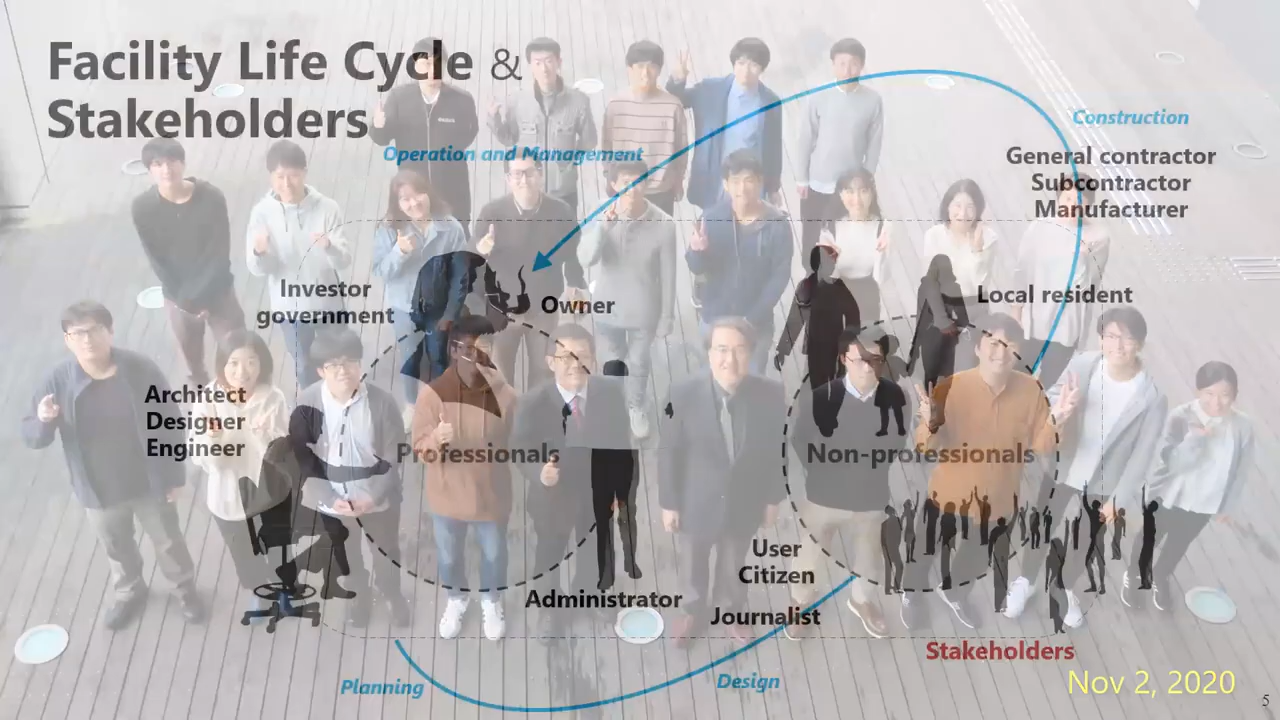 Facility Life Cycle &
Stakeholders
Operation and Management
Construction
General contractor
Subcontractor
Manufacturer
Investor
government
Owner
Local resident
Architect
Designer
Engineer
Professionals
Non-professionals
User
Citizen
Administrator
Journalist
Stakeholders
Planning
Design
Nov 2, 2020
5